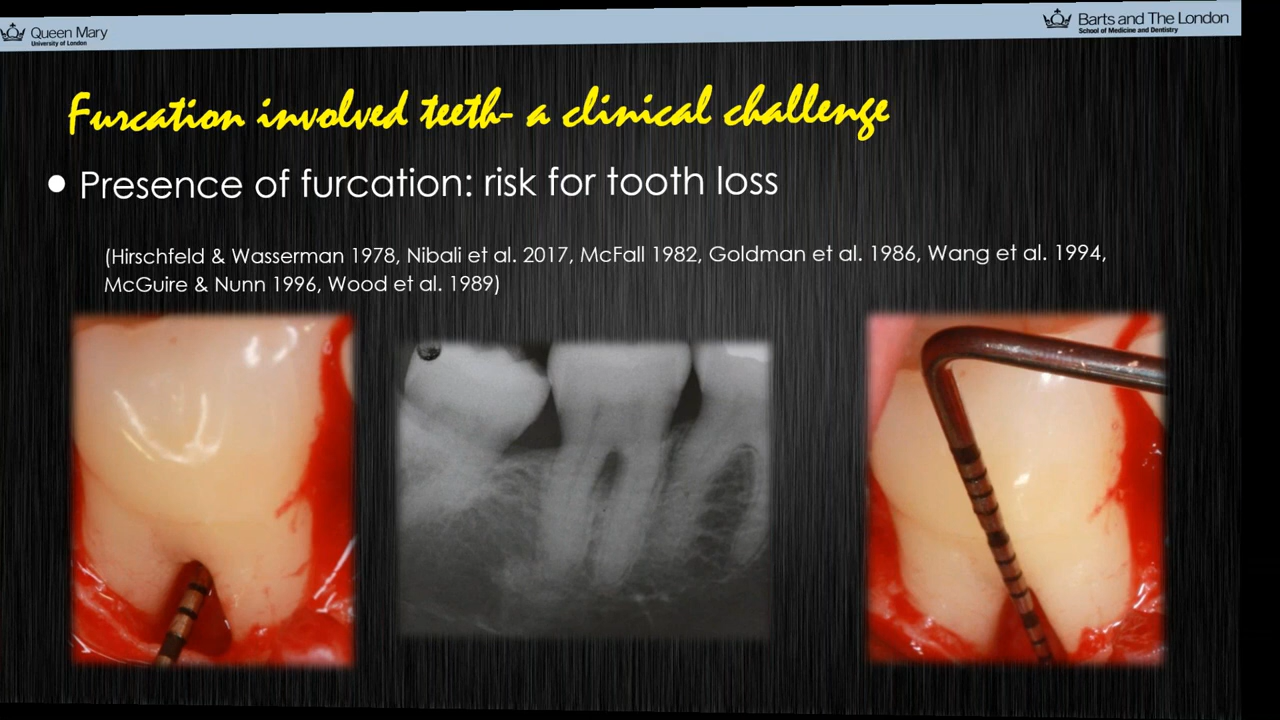 Queen Mary
University of London
Barts and The London
School of Medicine and Dentistry
Furcation involved teeth- a clinical challenge
• Presence of furcation: risk for tooth loss
(Hirschfeld & Wasserman 1978, Nibali et al. 2017, McFall 1982, Goldman et al. 1986, Wang et al. 1994,
McGuire & Nunn 1996, Wood et al. 1989)